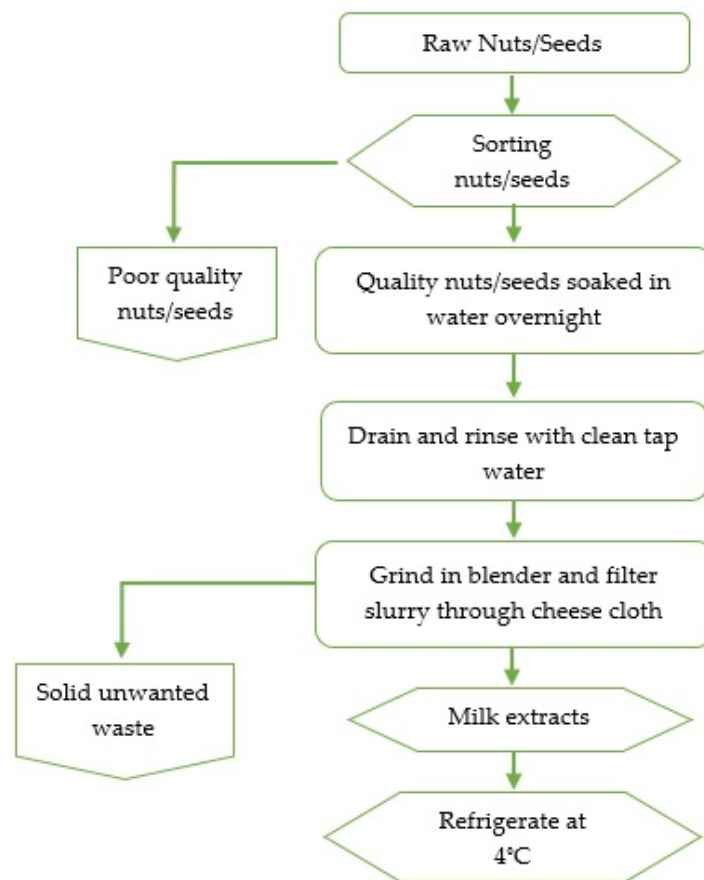 Raw Nuts/Seeds
Sorting
nuts/seeds
Poor quality
nuts/seeds
Quality nuts/seeds soaked in
water overnight
Drain and rinse with clean tap
water
Grind in blender and filter
slurry through cheese cloth
Solid unwanted
waste
Milk extracts
Refrigerate at
4°C